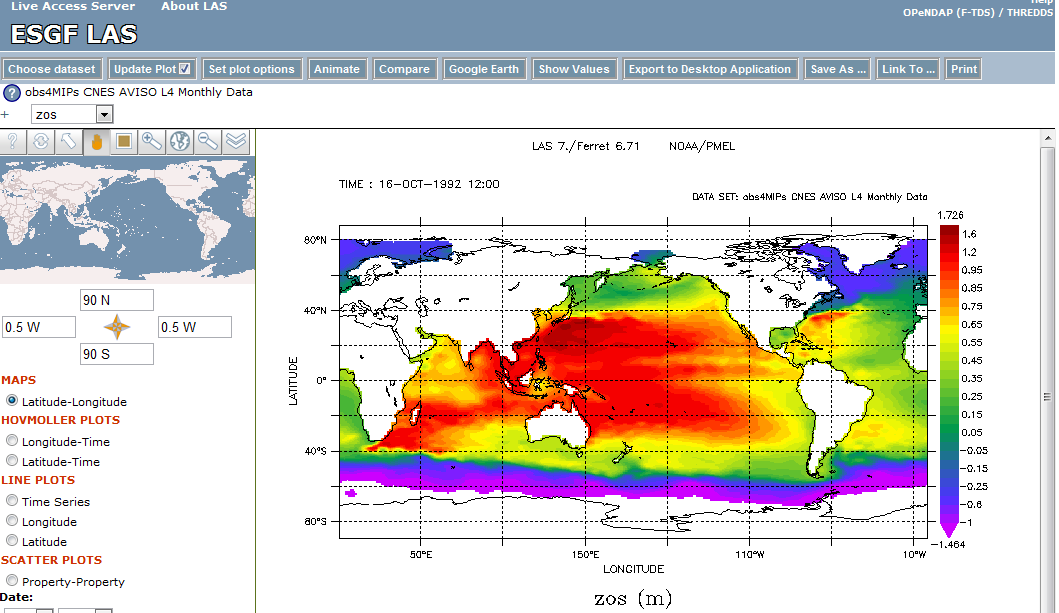 Live Access Server About LAS
Help
OPeNDAP (F-TDS) / THREDDS
ESGF LAS
Choose dataset Update Plot Set plot options Animate Compare Google Earth Show Values Export to Desktop Application Save As ... Link To ... Print
? obs4MIPs CNES AVISO L4 Monthly Data
+ zos
90 N
0.5 W 0.5 W
90 S
MAPS
Latitude-Longitude
HOVMOLLER PLOTS
Longitude-Time
Latitude-Time
LINE PLOTS
Time Series
Longitude
Latitude
SCATTER PLOTS
Property-Property
Date:
LAS 7./Ferret 6.71 NOAA/PMEL
TIME : 16-OCT-1992 12:00
DATA SET: obs4MIPs CNES AVISO L4 Monthly Data
LATITUDE
80°N
40°N
0°
40°S
80°S
50°E 150°E 110°W 10°W
LONGITUDE
zos (m)
1.726
1.6
1.2
0.95
0.85
0.75
0.65
0.55
0.45
0.35
0.25
0.15
0.05
-0.05
-0.15
-0.25
-0.6
-1
-1.464